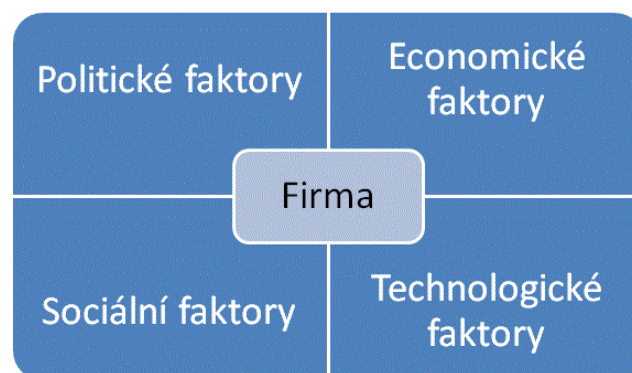 Politické faktory
Economické
faktory
Firma
Sociální faktory
Technologické
faktory